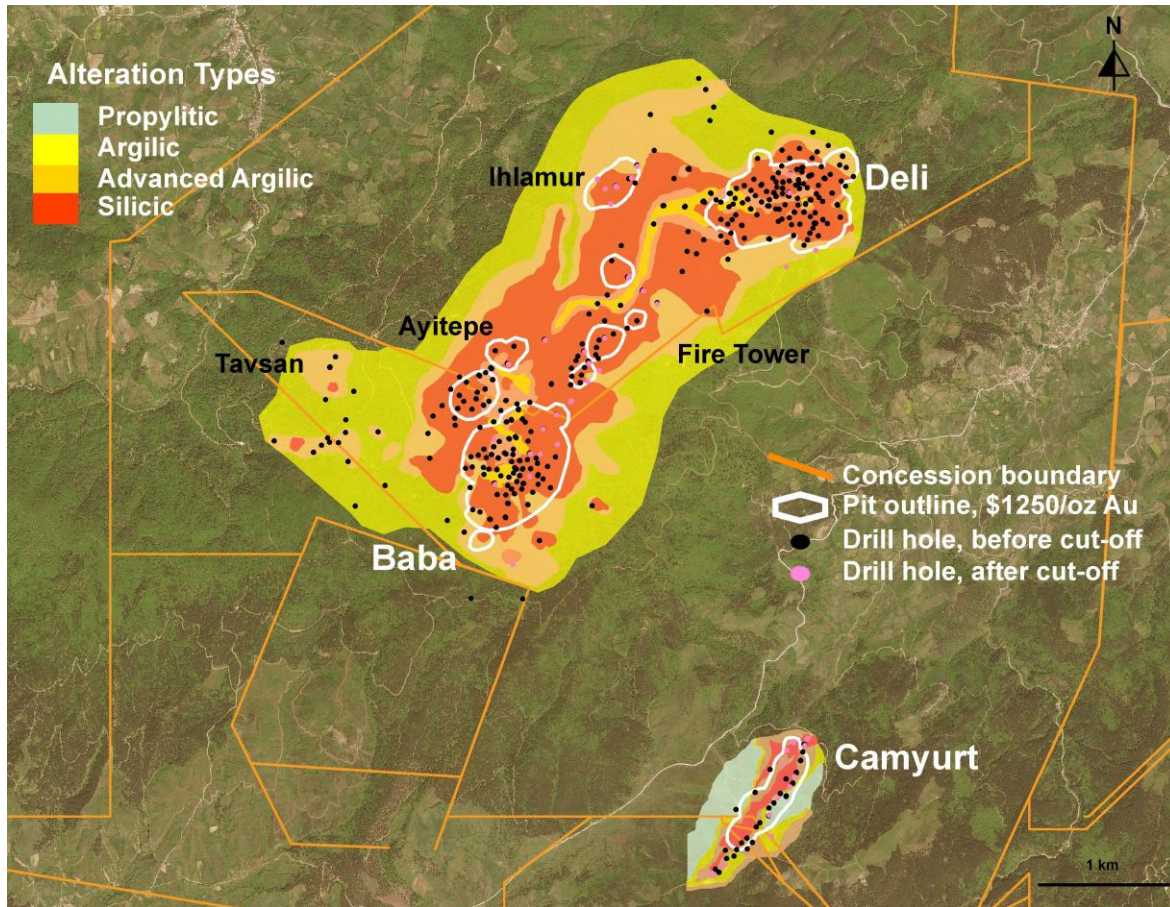 N
Alteration Types
Propylitic
Argilic
Advanced Argilic
Silicic
Ihlamur
Deli
Ayitepe
Tavsan
Fire Tower
Concession boundary
Pit outline, $1250/oz Au
Drill hole, before cut-off
Drill hole, after cut-off
Baba
Camyurt
1 km